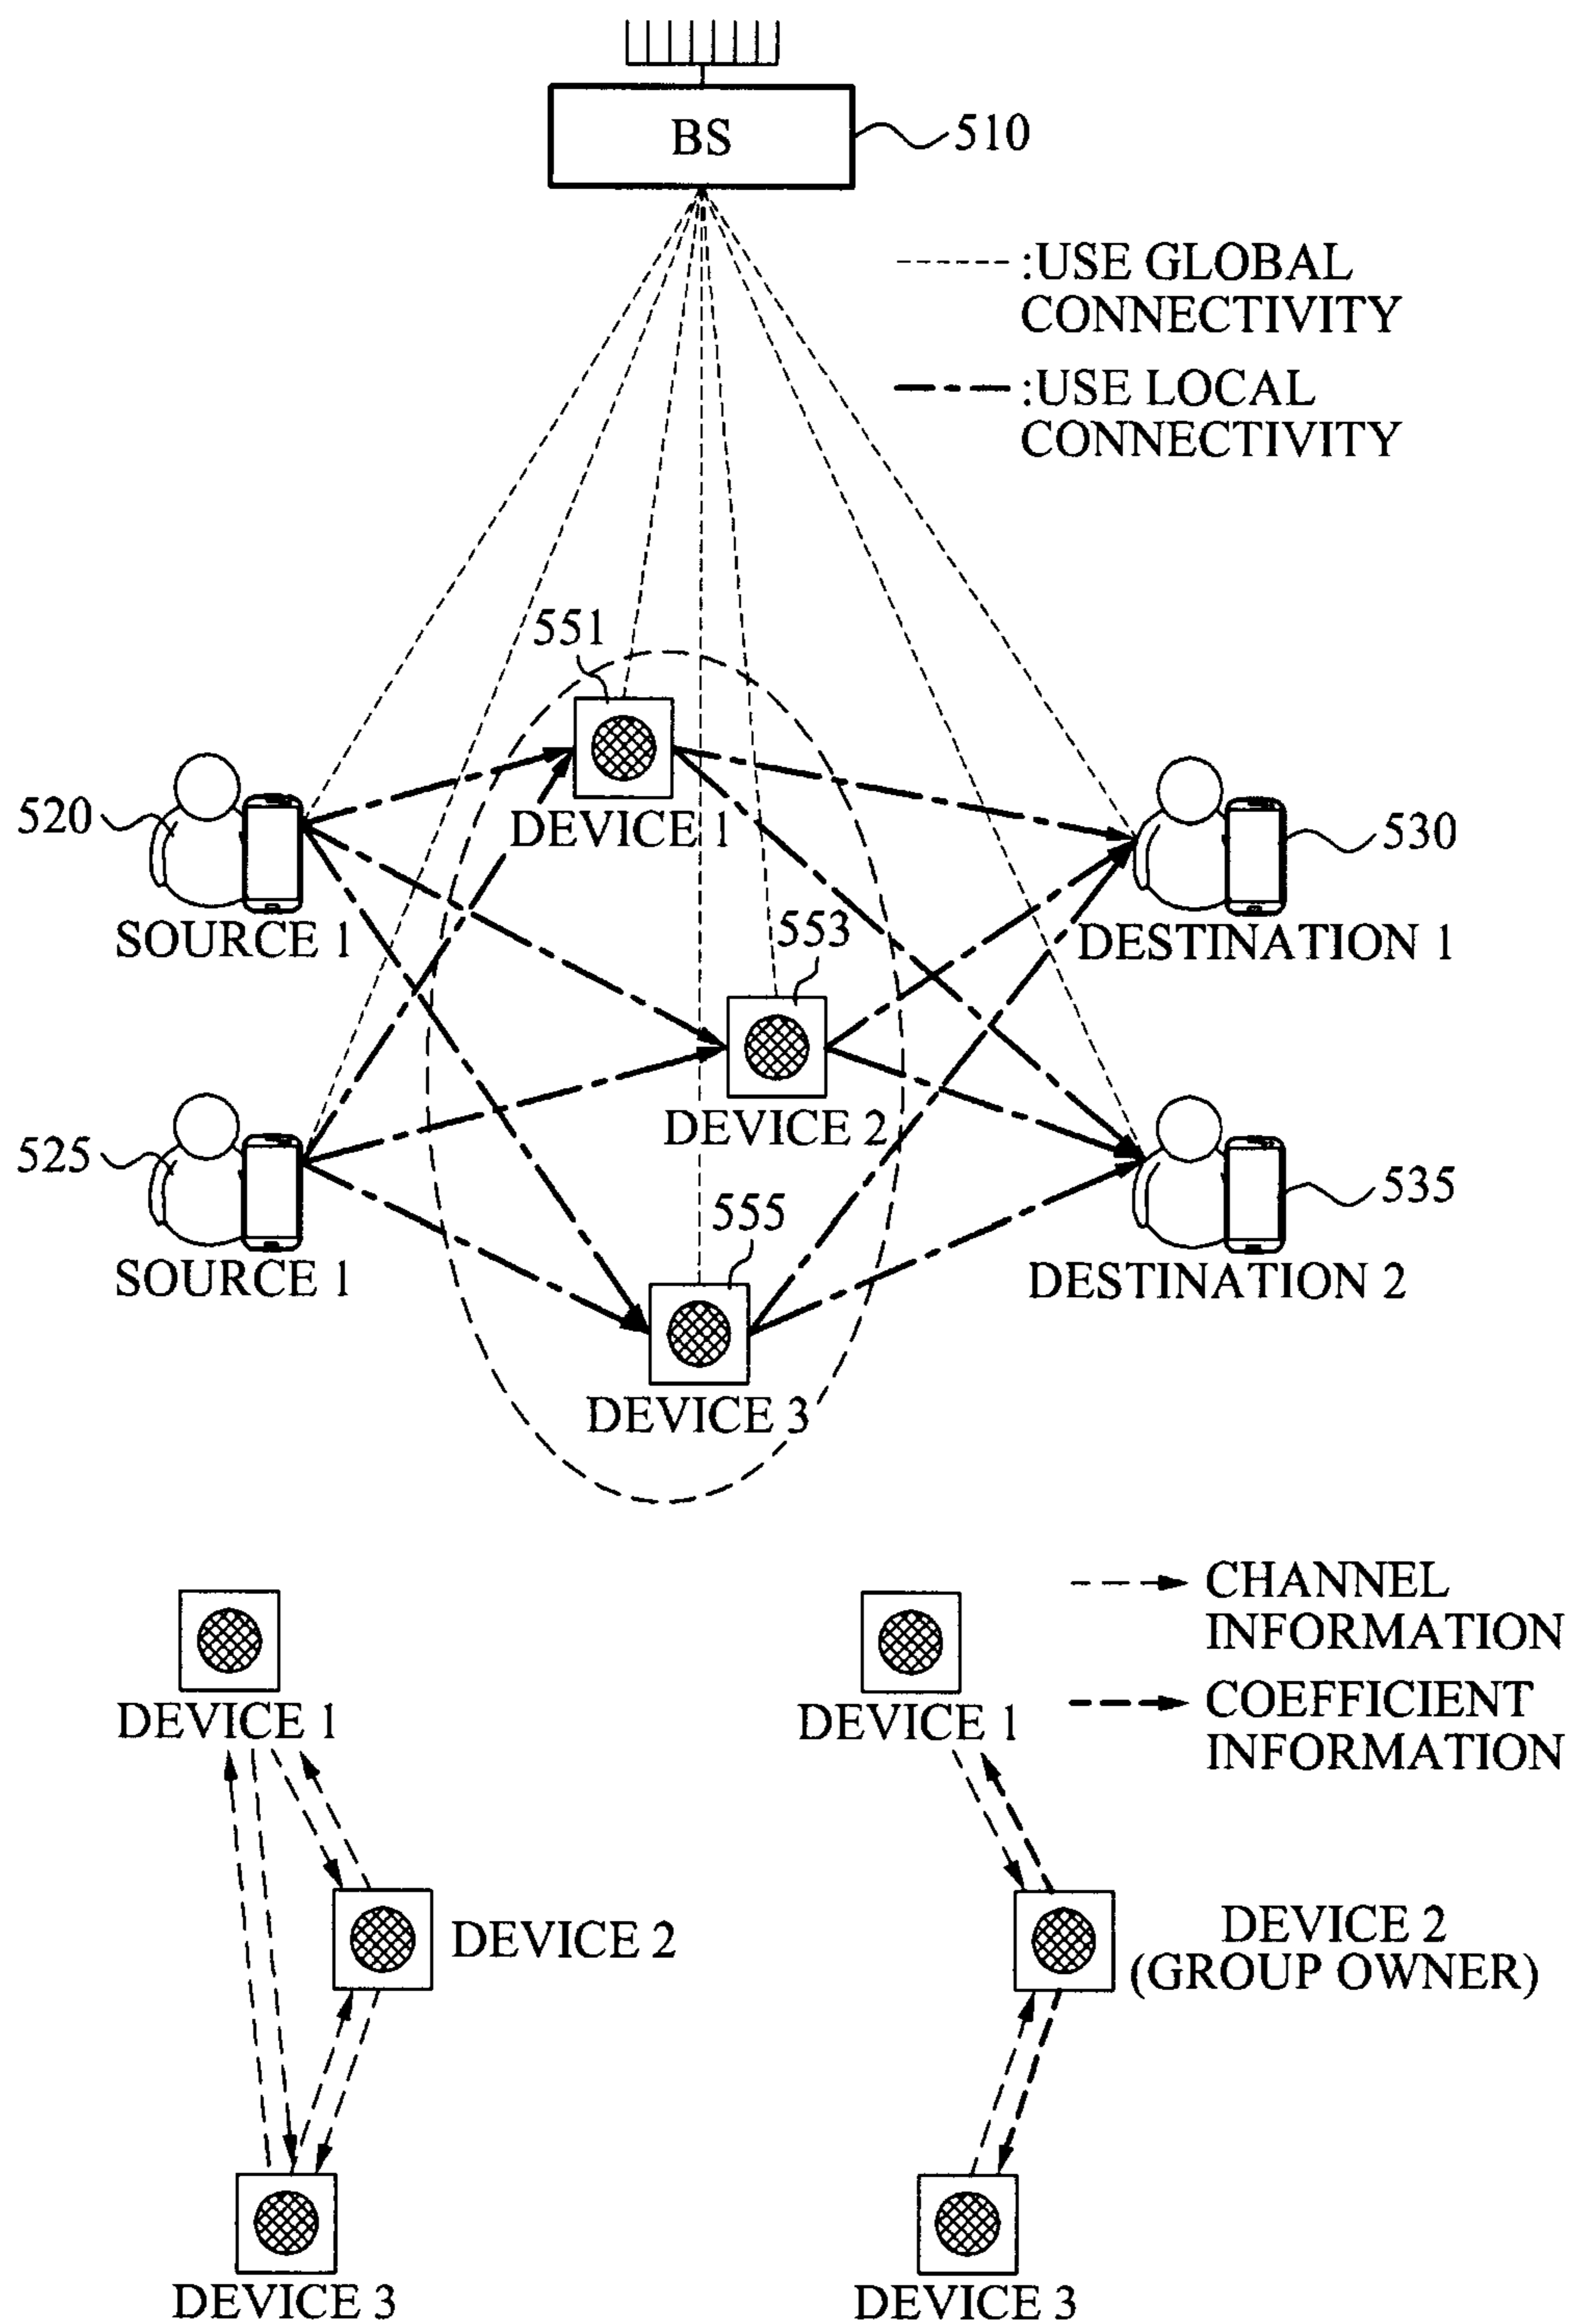 BS
510
:USE GLOBAL
CONNECTIVITY
:USE LOCAL
CONNECTIVITY
551
520
DEVICE 1
530
SOURCE 1
553
DESTINATION 1
525
DEVICE 2
535
555
SOURCE 1
DESTINATION 2
DEVICE 3
CHANNEL
INFORMATION
COEFFICIENT
INFORMATION
DEVICE 1
DEVICE 2
DEVICE 3
DEVICE 1
DEVICE 2
(GROUP OWNER)
DEVICE 3